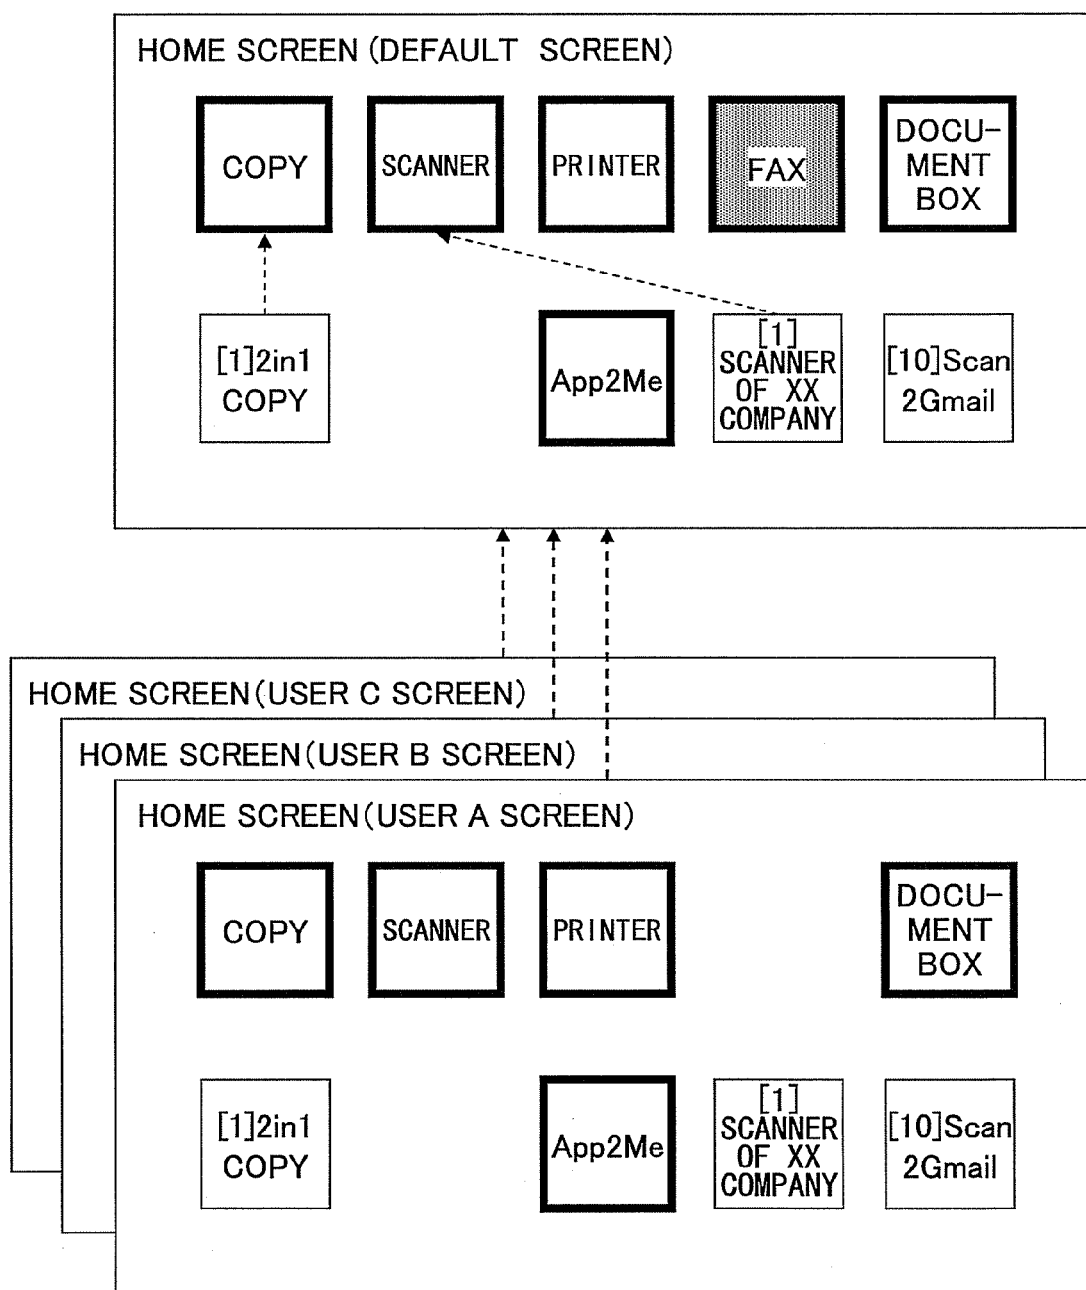 HOME SCREEN (DEFAULT SCREEN)
COPY
SCANNER
PRINTER
FAX
DOCU-
MENT
BOX
[1]2in1
COPY
App2Me
[1]
SCANNER
OF XX
COMPANY
[10]Scan
2Gmail
HOME SCREEN(USER C SCREEN)
HOME SCREEN(USER B SCREEN)
HOME SCREEN(USER A SCREEN)
COPY
SCANNER
PRINTER
DOCU-
MENT
BOX
[1]2in1
COPY
App2Me
[1]
SCANNER
OF XX
COMPANY
[10]Scan
2Gmail